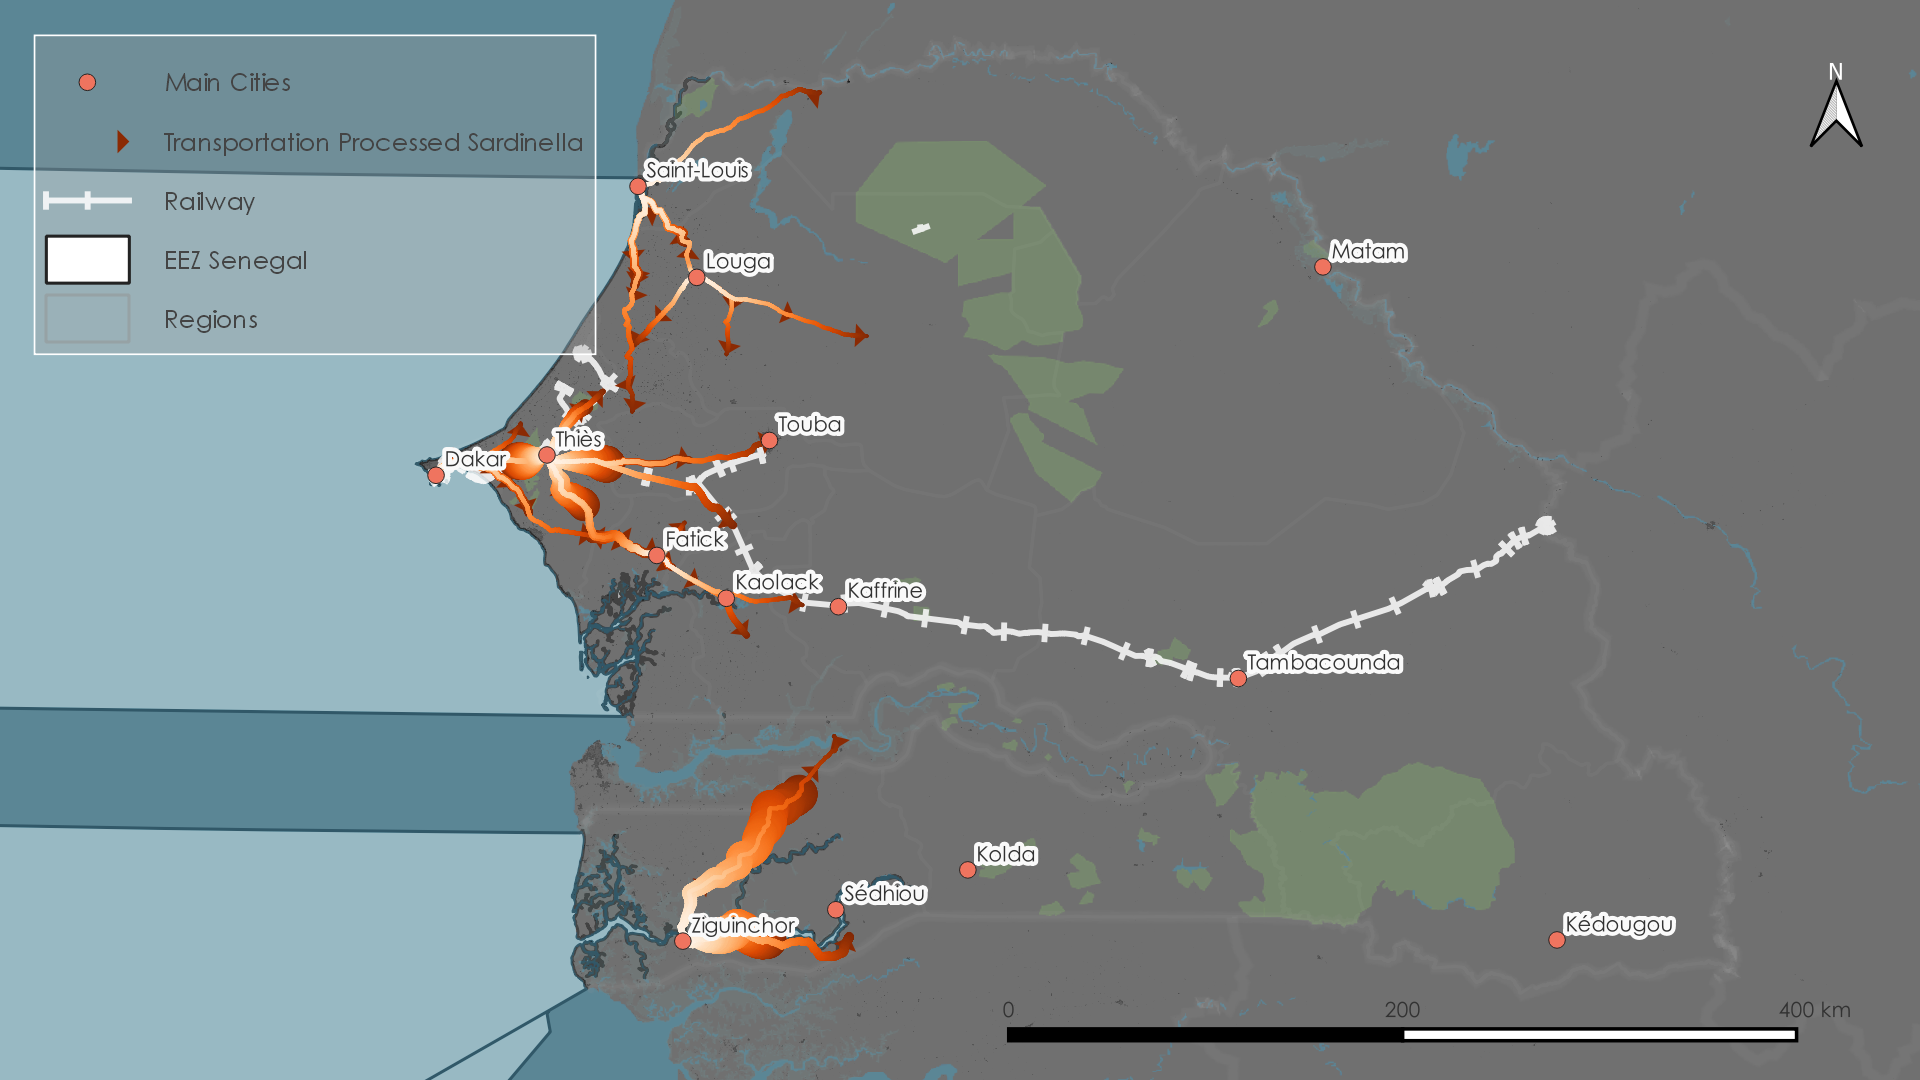 Main Cities
Transportation Processed Sardinella
Railway
EEZ Senegal
Regions
N
Saint-Louis
Louga
Matam
Touba
Thiès
Dakar
Fatick
Kaolack
Kaffrine
Tambacounda
Kolda
Sédhiou
Ziguinchor
Kédougou
0 200 400 km